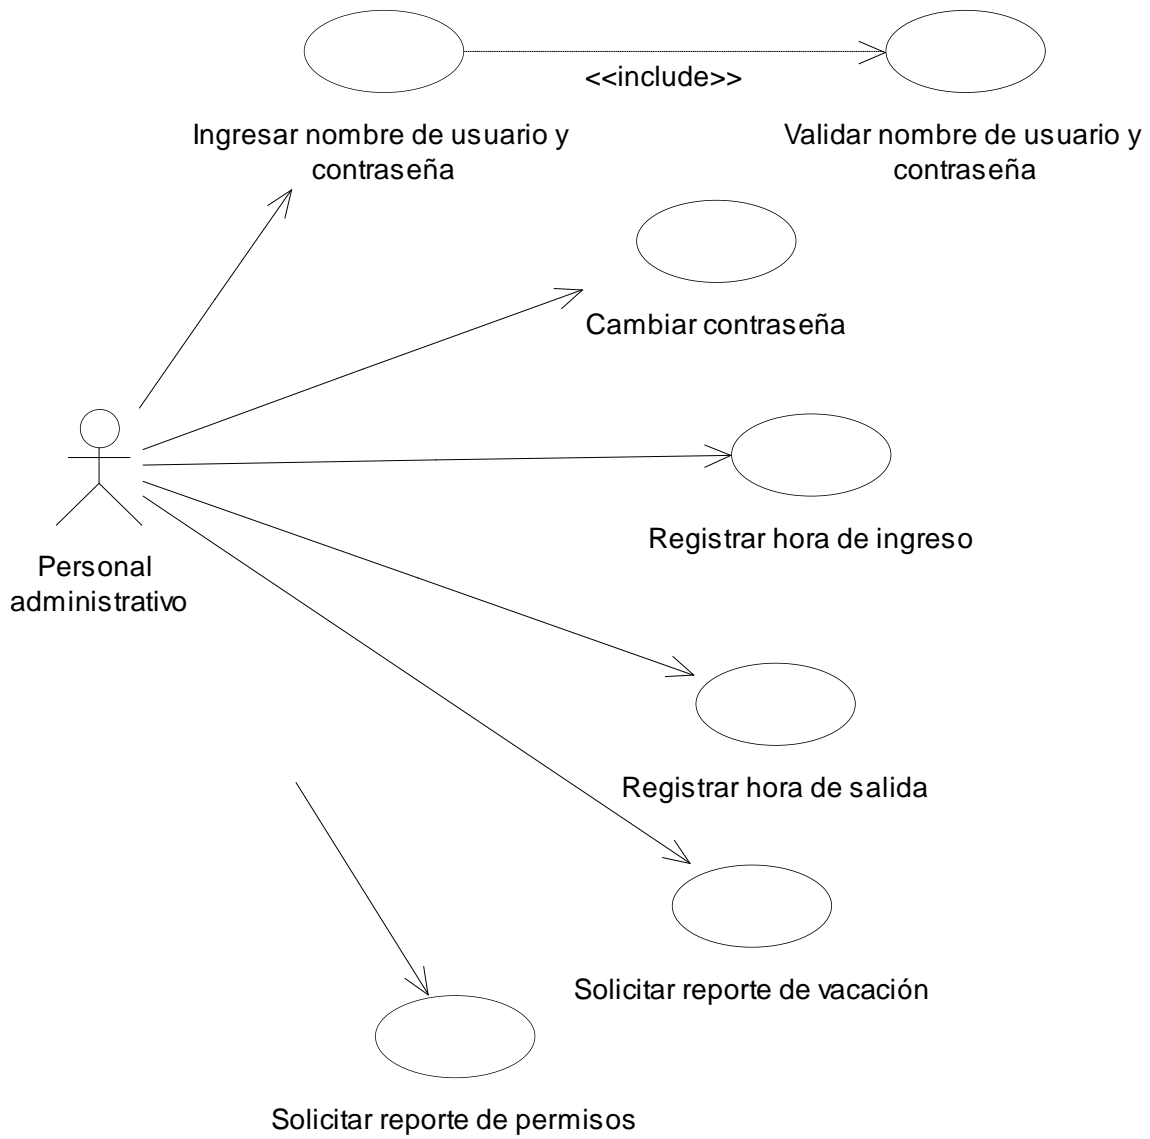 <<include>>
Ingresar nombre de usuario y
contraseña
Validar nombre de usuario y
contraseña
Cambiar contraseña
Registrar hora de ingreso
Personal
administrativo
Registrar hora de salida
Solicitar reporte de vacación
Solicitar reporte de permisos